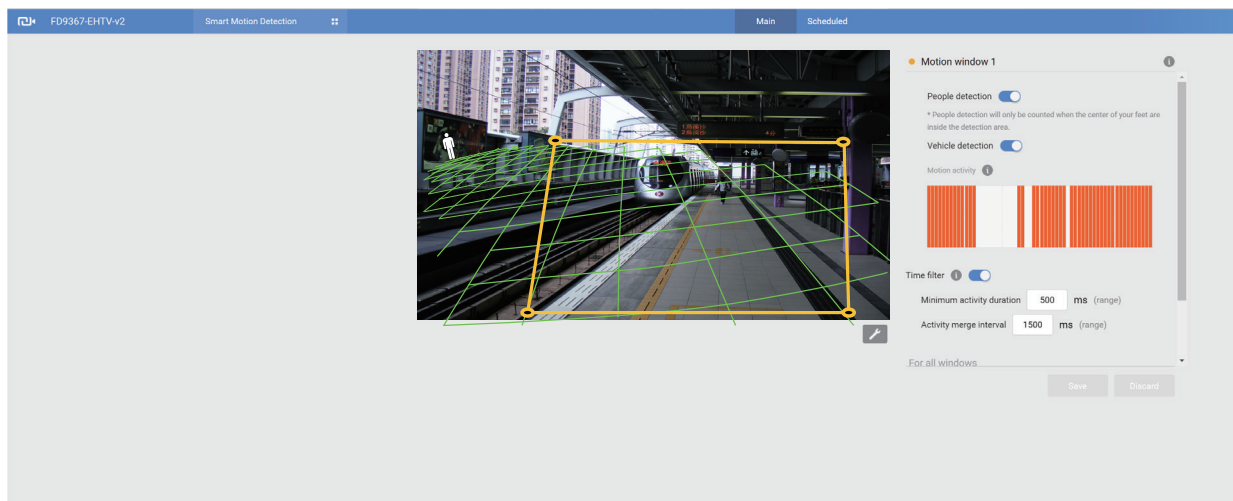 FD9367-EHTV-v2
Smart Motion Detection
Main
Scheduled
Motion window 1
People detection
* People detection will only be counted when the center of your feet are
inside the detection area.
Vehicle detection
Motion activity
Time filter
Minimum activity duration 500 ms (range)
Activity merge interval 1500 ms (range)
For all windows
Save
Discard